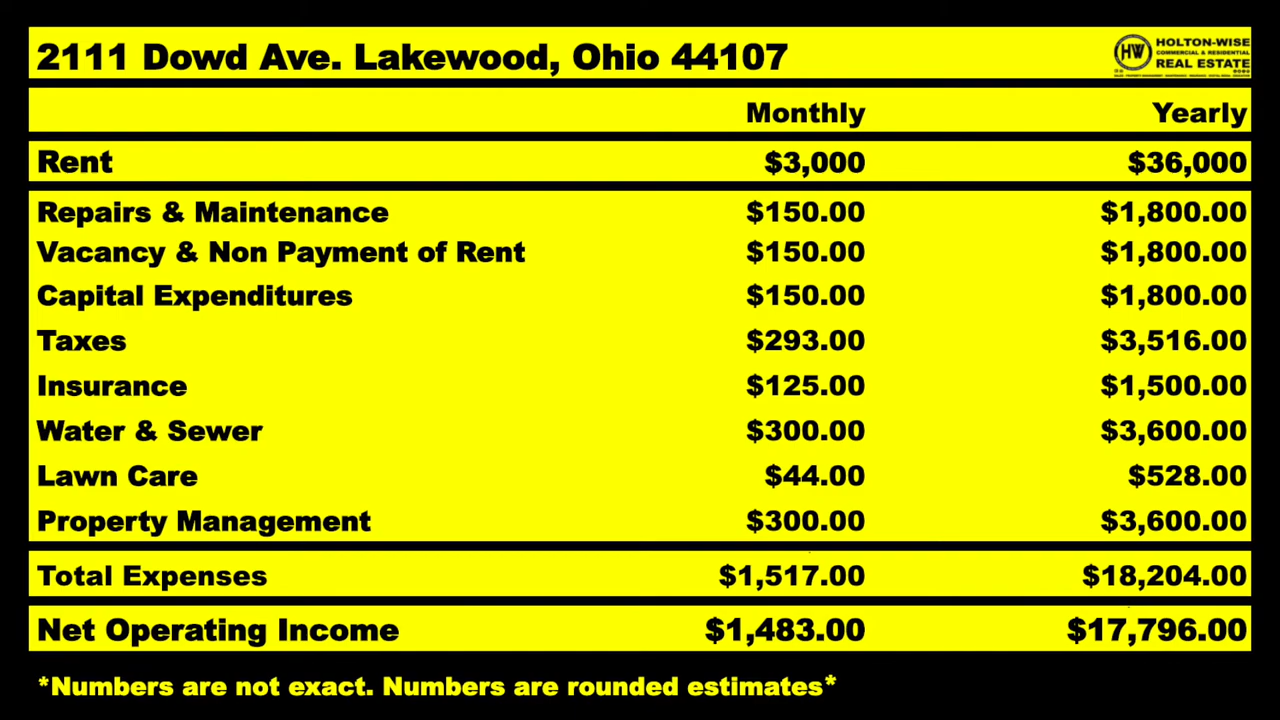 2111 Dowd Ave. Lakewood, Ohio 44107
HOLTON-WISE
COMMERCIAL & RESIDENTIAL
REAL ESTATE
HW
Monthly Yearly
Rent $3,000 $36,000
Repairs & Maintenance $150.00 $1,800.00
Vacancy & Non Payment of Rent $150.00 $1,800.00
Capital Expenditures $150.00 $1,800.00
Taxes $293.00 $3,516.00
Insurance $125.00 $1,500.00
Water & Sewer $300.00 $3,600.00
Lawn Care $44.00 $528.00
Property Management $300.00 $3,600.00
Total Expenses $1,517.00 $18,204.00
Net Operating Income $1,483.00 $17,796.00
*Numbers are not exact. Numbers are rounded estimates*